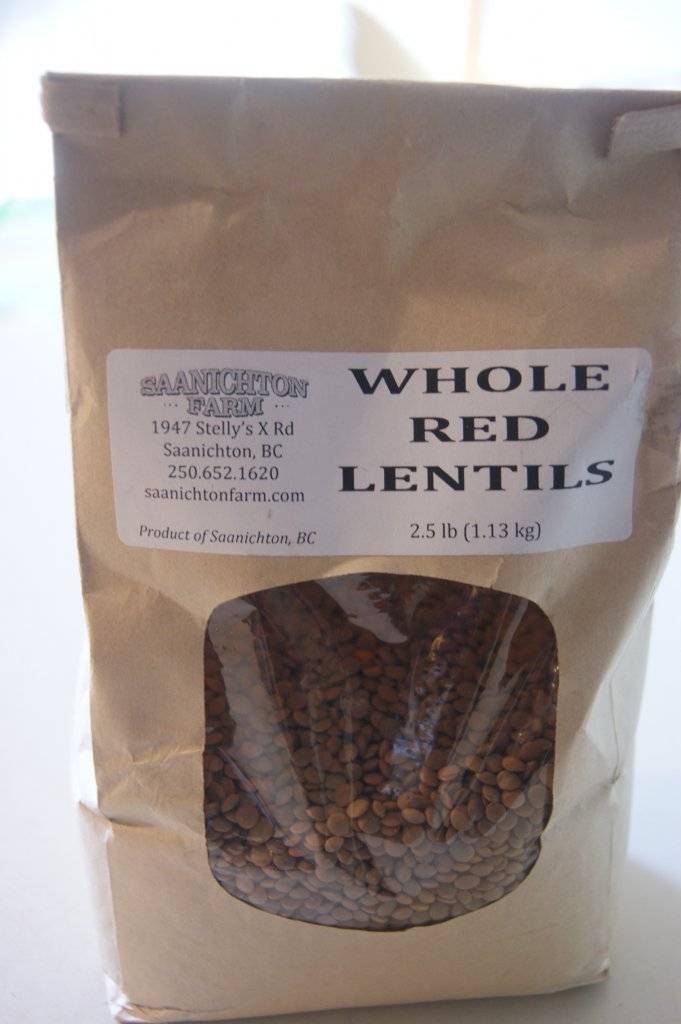 SAANICHTON
··· FARM ···
1947 Stelly's X Rd
Saanichton, BC
250.652.1620
saanichtonfarm.com
Product of Saanichton, BC
WHOLE
RED
LENTILS
2.5 lb (1.13 kg)